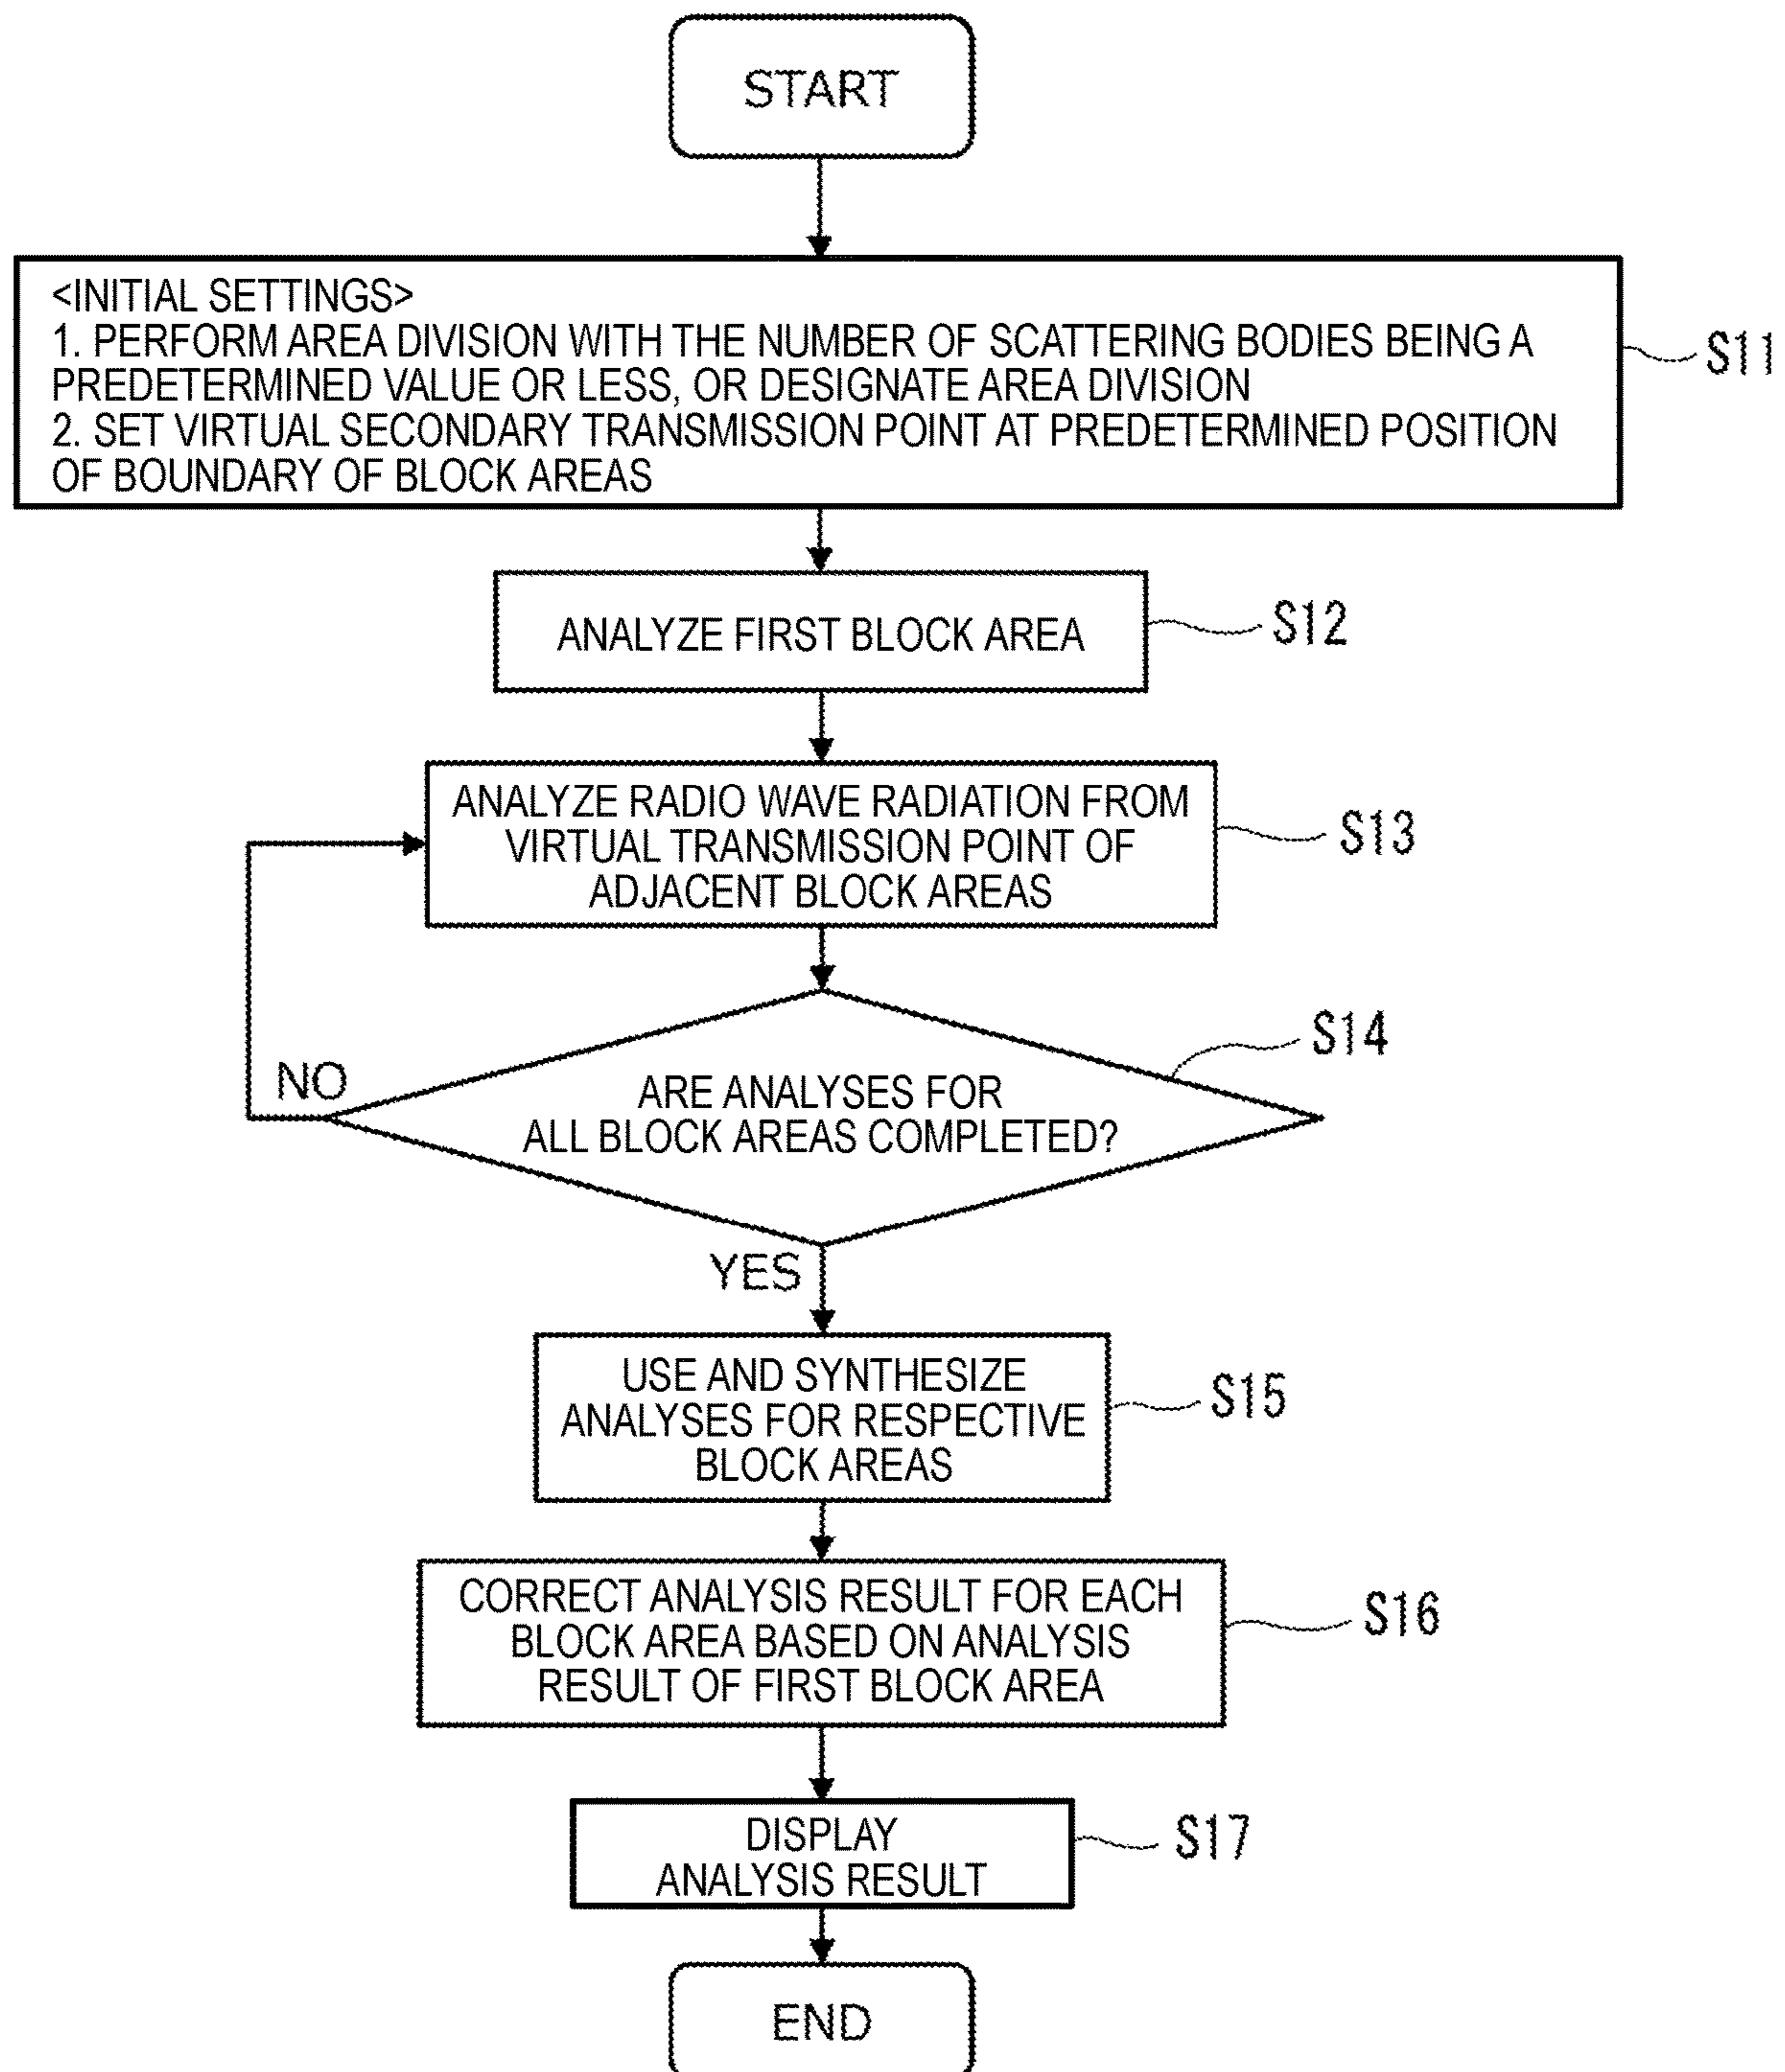 START
<INITIAL SETTINGS>
1. PERFORM AREA DIVISION WITH THE NUMBER OF SCATTERING BODIES BEING A
PREDETERMINED VALUE OR LESS, OR DESIGNATE AREA DIVISION
2. SET VIRTUAL SECONDARY TRANSMISSION POINT AT PREDETERMINED POSITION
OF BOUNDARY OF BLOCK AREAS
S11
ANALYZE FIRST BLOCK AREA
S12
ANALYZE RADIO WAVE RADIATION FROM
VIRTUAL TRANSMISSION POINT OF
ADJACENT BLOCK AREAS
S13
ARE ANALYSES FOR
ALL BLOCK AREAS COMPLETED?
S14
NO
YES
USE AND SYNTHESIZE
ANALYSES FOR RESPECTIVE
BLOCK AREAS
S15
CORRECT ANALYSIS RESULT FOR EACH
BLOCK AREA BASED ON ANALYSIS
RESULT OF FIRST BLOCK AREA
S16
DISPLAY
ANALYSIS RESULT
S17
END